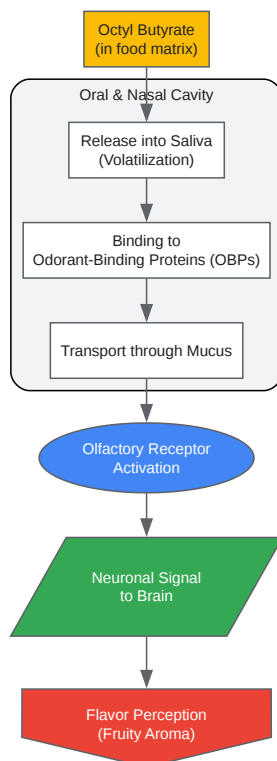 Octyl Butyrate
(in food matrix)
Oral & Nasal Cavity
Release into Saliva
(Volatilization)
Binding to
Odorant-Binding Proteins (OBPs)
Transport through Mucus
Olfactory Receptor
Activation
Neuronal Signal
to Brain
Flavor Perception
(Fruity Aroma)